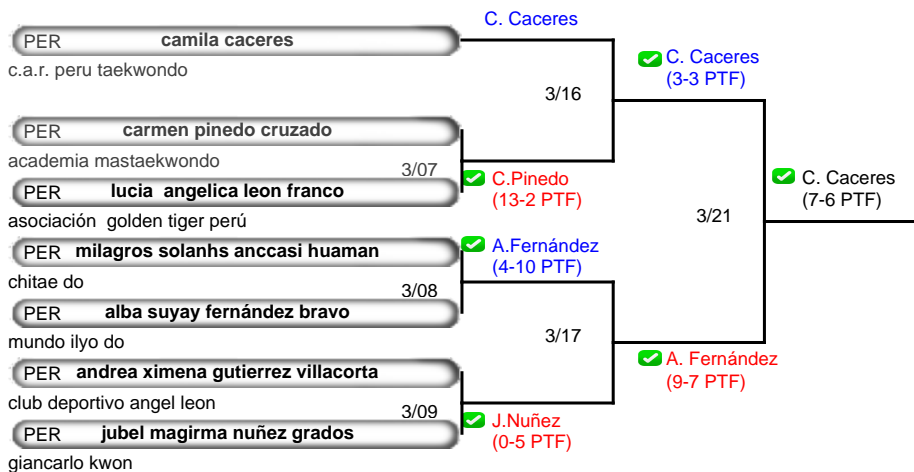 C. Caceres
PER camila caceres
c.a.r. peru taekwondo
C. Caceres
(3-3 PTF)
3/16
PER carmen pinedo cruzado
academia mastaekwondo
3/07
PER lucia angelica leon franco
asociación golden tiger perú
C.Pinedo
(13-2 PTF)
C. Caceres
(7-6 PTF)
3/21
PER milagros solanhs anccasi huaman
chitae do
3/08
PER alba suyay fernández bravo
mundo ilyo do
A.Fernández
(4-10 PTF)
3/17
A. Fernández
(9-7 PTF)
PER andrea ximena gutierrez villacorta
club deportivo angel leon
3/09
PER jubel magirma nuñez grados
giancarlo kwon
J.Nuñez
(0-5 PTF)